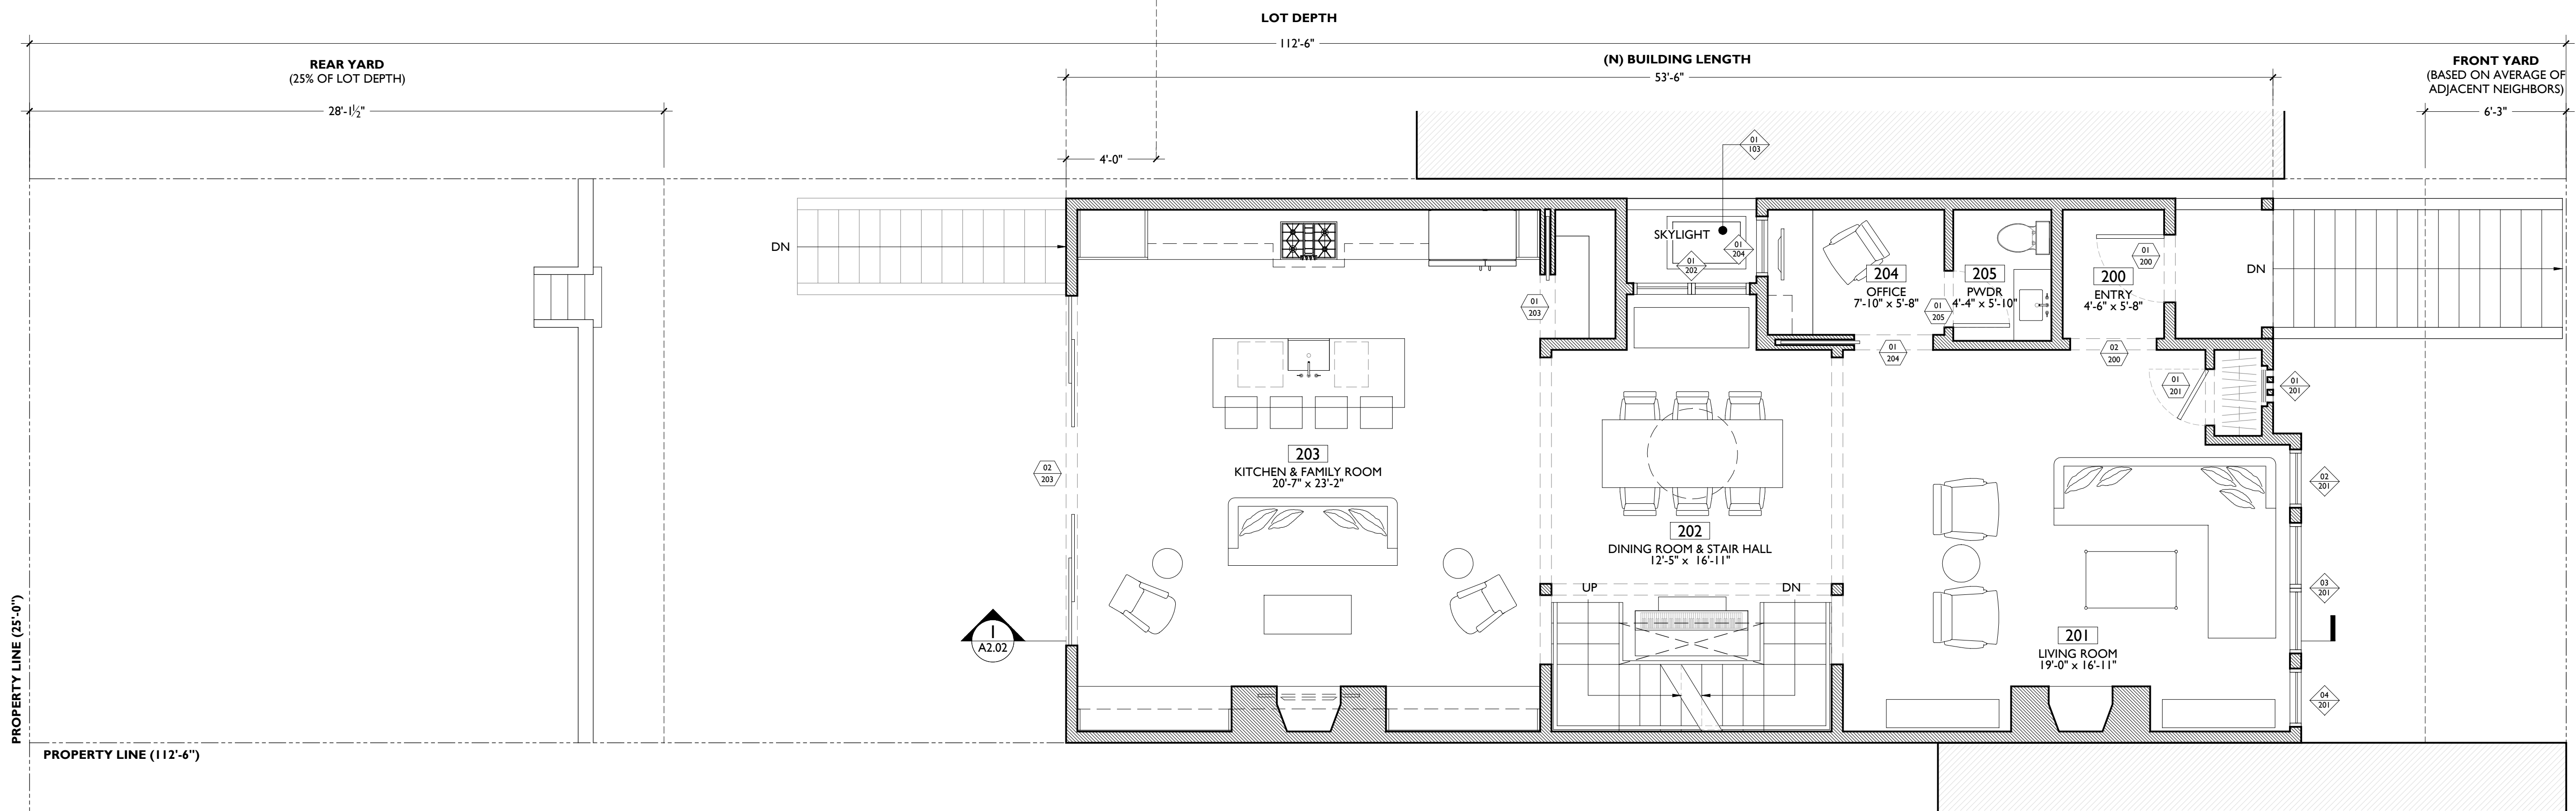 LOT DEPTH
112'-6"
REAR YARD
(25% OF LOT DEPTH)
28'-1½"
(N) BUILDING LENGTH
53'-6"
FRONT YARD
(BASED ON AVERAGE OF
ADJACENT NEIGHBORS)
6'-3"
4'-0"
01
103
DN
SKYLIGHT
01
204
01
202
01
203
204
OFFICE
7'-10" x 5'-8"
205
PWDR
4'-4" x 5'-10"
01
205
01
204
200
ENTRY
4'-6" x 5'-8"
01
200
02
200
DN
01
201
01
201
203
KITCHEN & FAMILY ROOM
20'-7" x 23'-2"
02
203
202
DINING ROOM & STAIR HALL
12'-5" x 16'-11"
UP
DN
02
201
03
201
04
201
201
LIVING ROOM
19'-0" x 16'-11"
1
A2.02
PROPERTY LINE (25'-0")
PROPERTY LINE (112'-6")